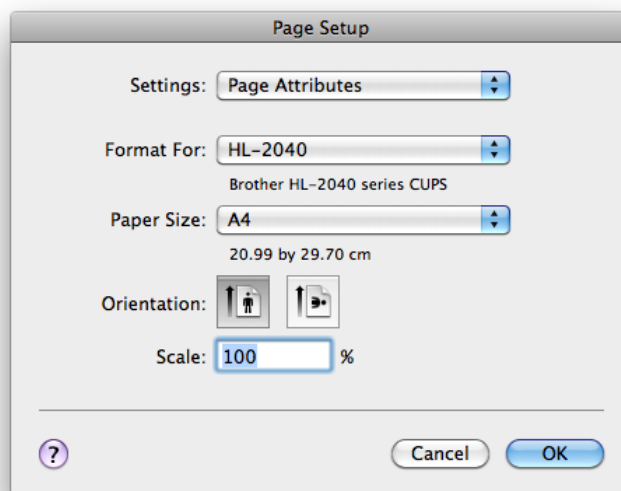 Page Setup
Settings: Page Attributes
Format For: HL-2040
Brother HL-2040 series CUPS
Paper Size: A4
20.99 by 29.70 cm
Orientation:
Scale: 100 %
? Cancel OK